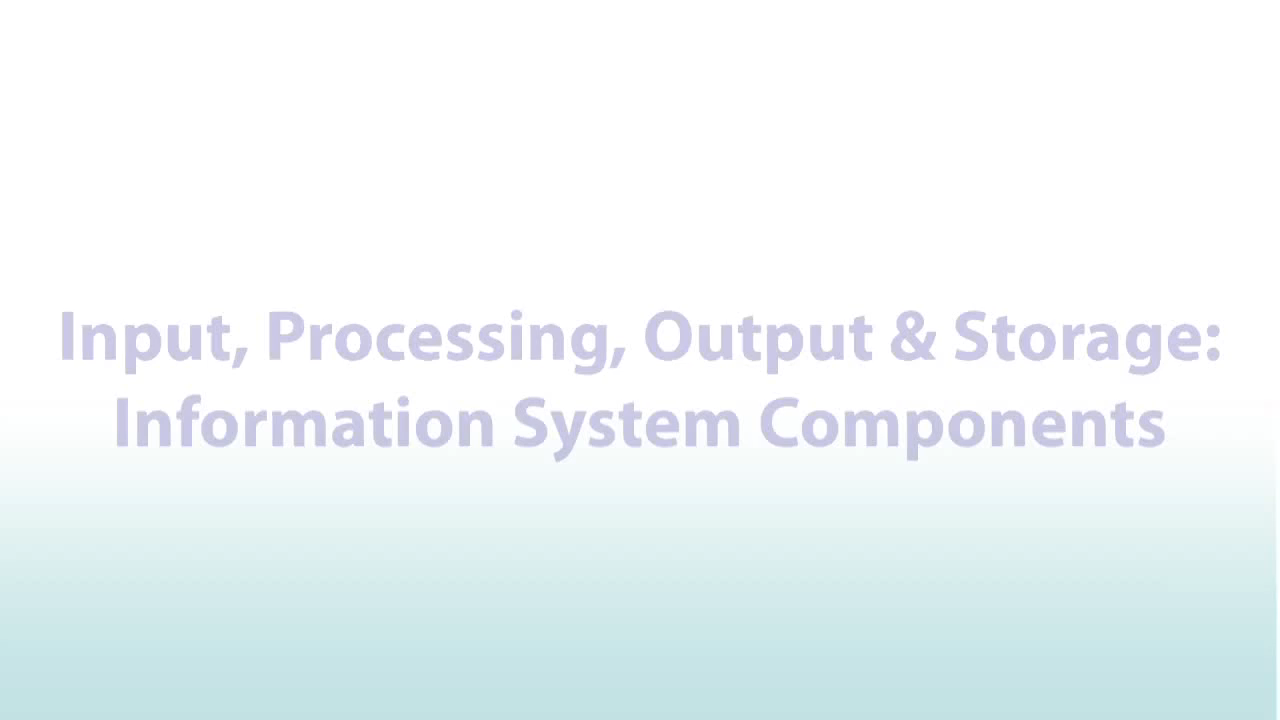 Input, Processing, Output & Storage:
Information System Components